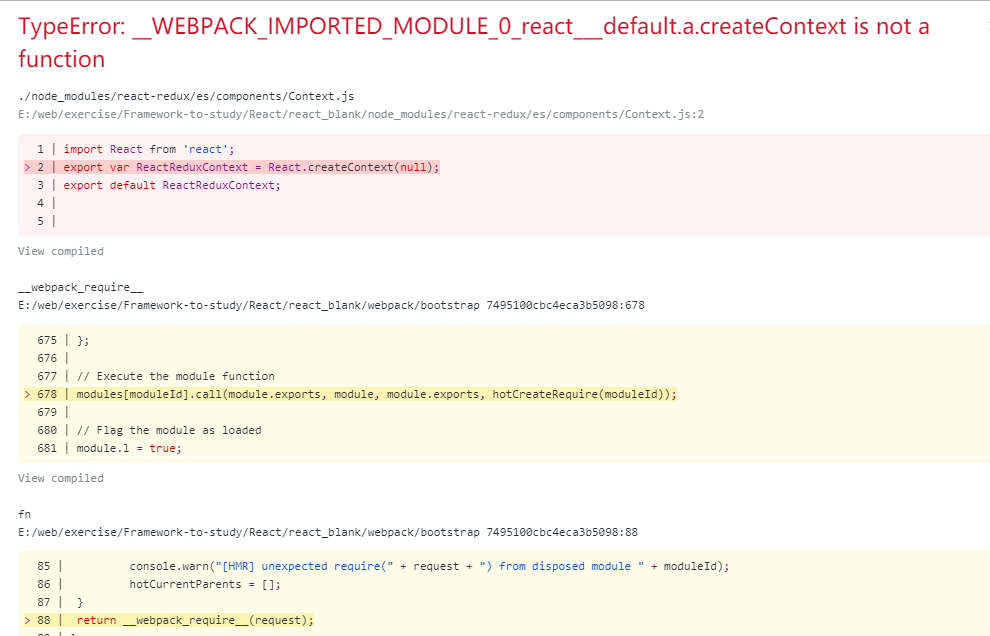 TypeError: __WEBPACK_IMPORTED_MODULE_0_react___default.a.createContext is not a
function
./node_modules/react-redux/es/components/Context.js
E:/web/exercise/Framework-to-study/React/react_blank/node_modules/react-redux/es/components/Context.js:2
1 | import React from 'react';
> 2 | export var ReactReduxContext = React.createContext(null);
3 | export default ReactReduxContext;
4 |
5 |
View compiled
__webpack_require__
E:/web/exercise/Framework-to-study/React/react_blank/webpack/bootstrap 7495100cbc4eca3b5098:678
675 | };
676 |
677 | // Execute the module function
> 678 | modules[moduleId].call(module.exports, module, module.exports, hotCreateRequire(moduleId));
679 |
680 | // Flag the module as loaded
681 | module.l = true;
View compiled
fn
E:/web/exercise/Framework-to-study/React/react_blank/webpack/bootstrap 7495100cbc4eca3b5098:88
85 | console.warn("[HMR] unexpected require(" + request + ") from disposed module " + moduleId);
86 | hotCurrentParents = [];
87 | }
> 88 | return __webpack_require__(request);